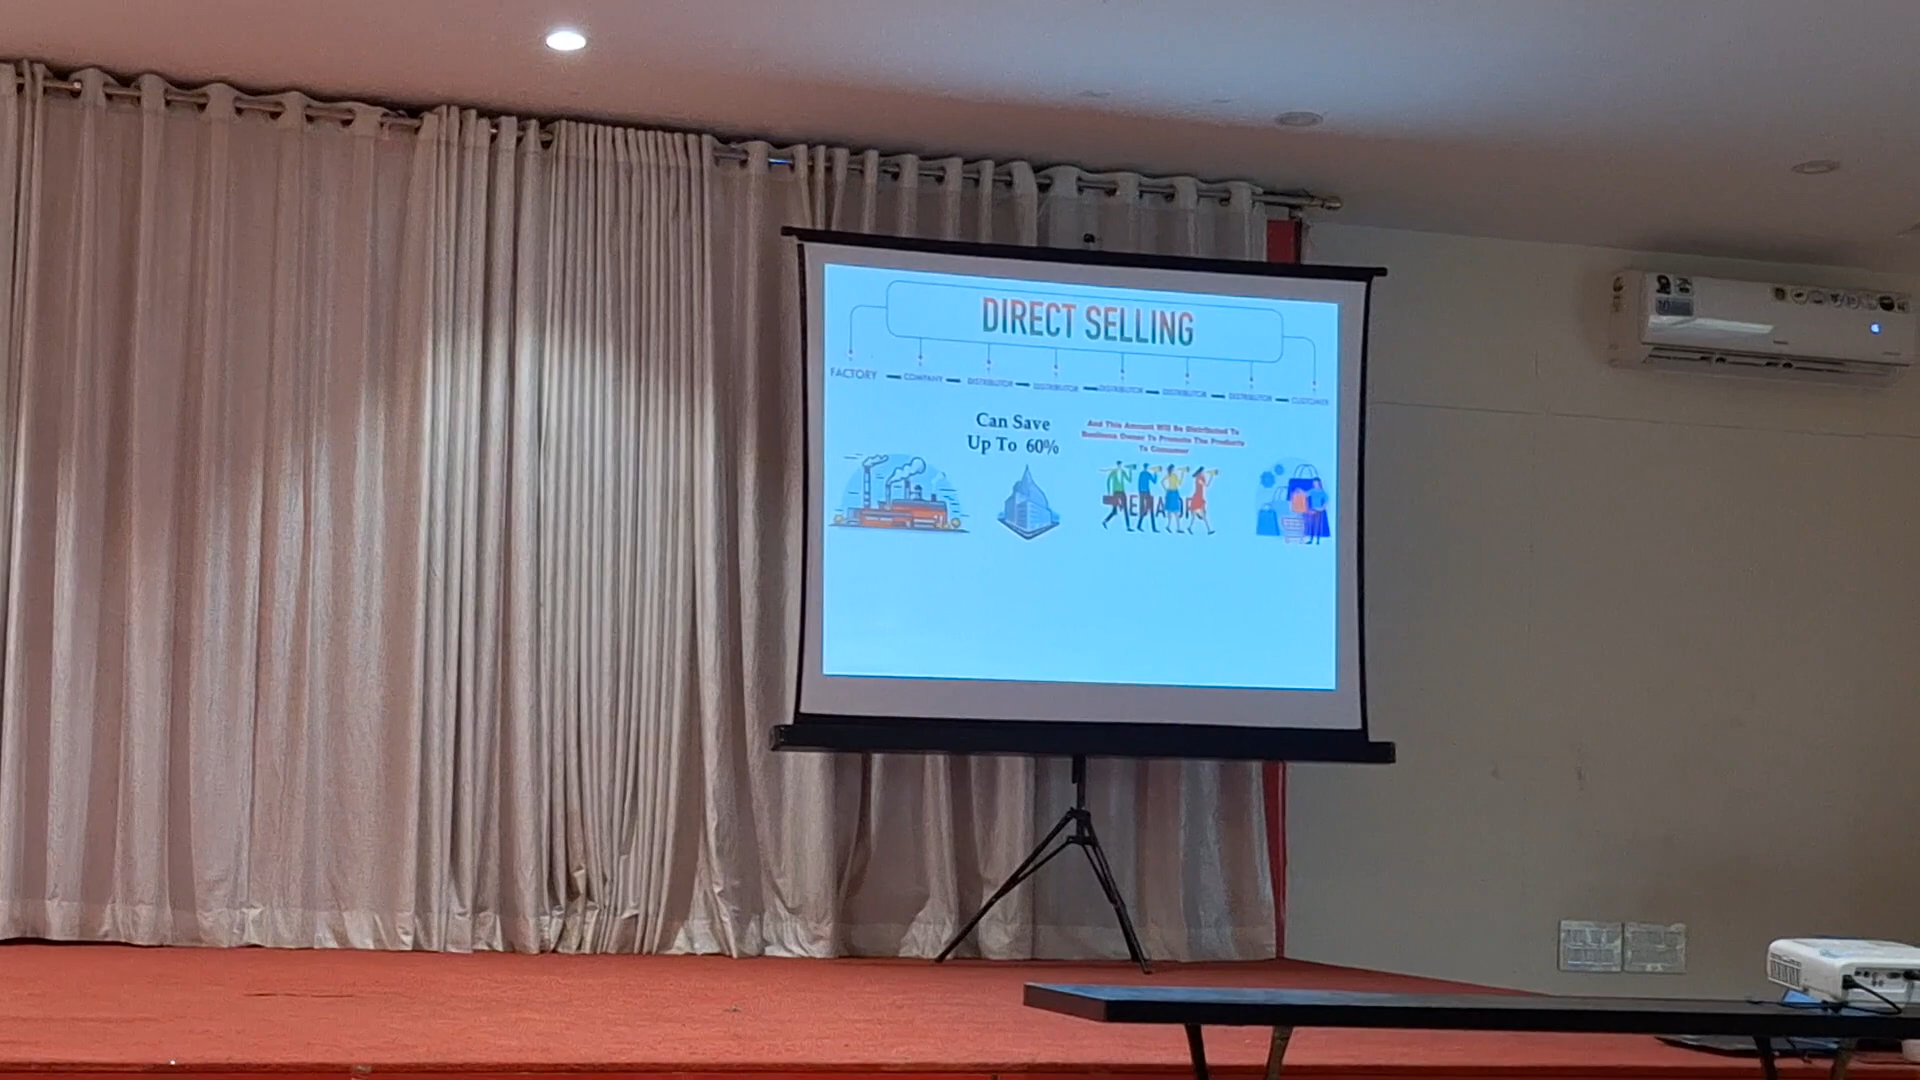 DIRECT SELLING
FACTORY COMPANY DISTRIBUTOR DISTRIBUTOR DISTRIBUTOR DISTRIBUTOR DISTRIBUTOR CUSTOMER
Can Save
Up To 60%
And This Amount Will Be Distributed To
Business Owner To Promote The Products
To Consumer